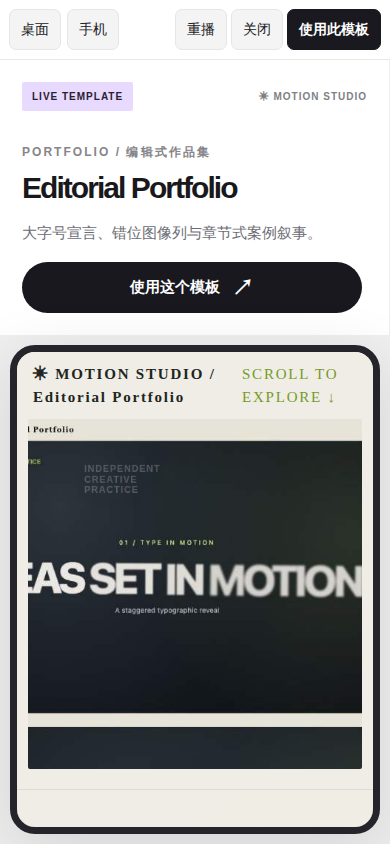 桌面 手机 重播 关闭 使用此模板
LIVE TEMPLATE
☀ MOTION STUDIO
PORTFOLIO / 编辑式作品集
Editorial Portfolio
大字号宣言、错位图像列与章节式案例叙事。
使用这个模板 ↗
☀ MOTION STUDIO / Editorial Portfolio
SCROLL TO EXPLORE ↓
l Portfolio
TICE
INDEPENDENT
CREATIVE
PRACTICE
01 / TYPE IN MOTION
EAS SET IN MOTION
A staggered typographic reveal